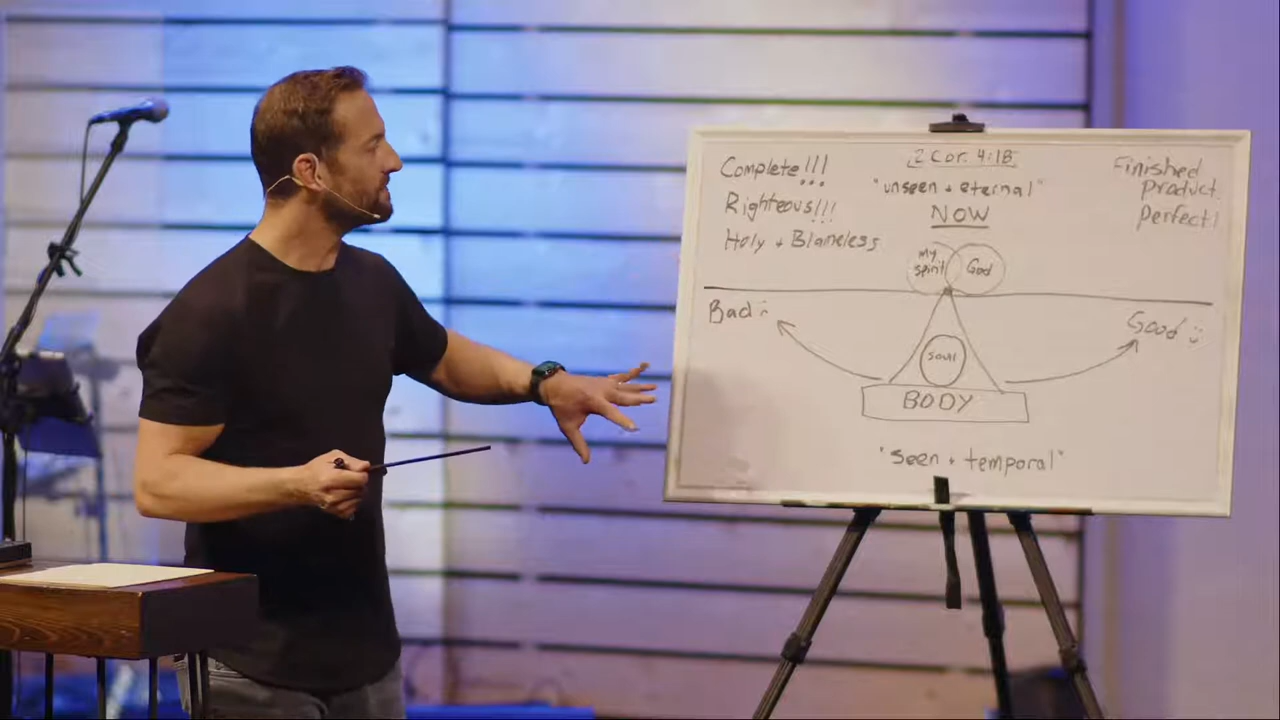 2 Cor. 4:18
"unseen + eternal"
NOW
Complete!!!
Righteous!!!
Holy + Blameless
Finished
Product.
Perfect!
my
spirit
God
Bad :
Good :)
soul
BODY
"seen + temporal"